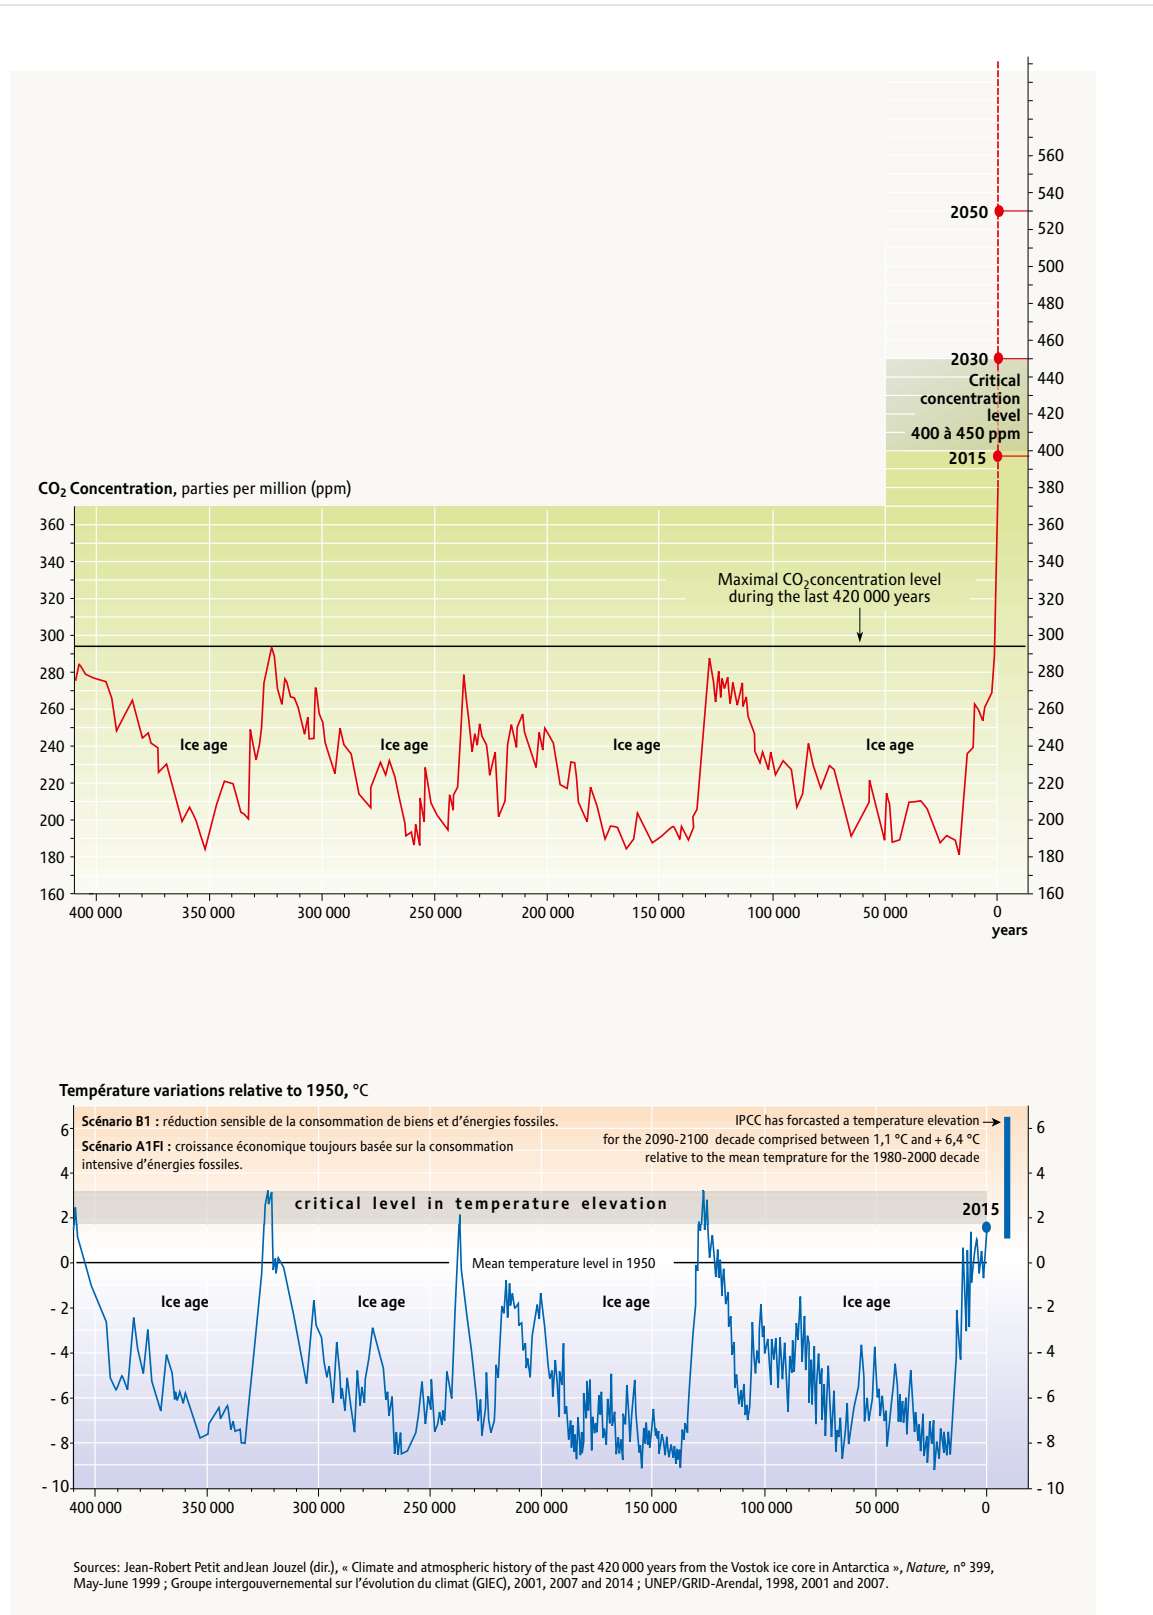 560
540
2050
520
500
480
460
2030
440
Critical
concentration
level
400 à 450 ppm
420
400
2015
380
CO2 Concentration, parties per million (ppm)
360
360
340
340
Maximal CO2concentration level
during the last 420 000 years
320
320
300
300
280
280
260
260
240
Ice age
Ice age
Ice age
Ice age
240
220
220
200
200
180
180
160
160
400 000
350 000
300 000
250 000
200 000
150 000
100 000
50 000
0
years
Température variations relative to 1950, °C
Scénario B1 : réduction sensible de la consommation de biens et d'énergies fossiles.
Scénario A1FI : croissance économique toujours basée sur la consommation
intensive d'énergies fossiles.
IPCC has forcasted a temperature elevation
for the 2090-2100 decade comprised between 1,1 °C and + 6,4 °C
relative to the mean temprature for the 1980-2000 decade
6
6
4
4
critical level in temperature elevation
2015
2
2
0
Mean temperature level in 1950
0
Ice age
Ice age
Ice age
Ice age
- 2
- 2
- 4
- 4
- 6
- 6
- 8
- 8
- 10
- 10
400 000
350 000
300 000
250 000
200 000
150 000
100 000
50 000
0
Sources: Jean-Robert Petit and Jean Jouzel (dir.), « Climate and atmospheric history of the past 420 000 years from the Vostok ice core in Antarctica », Nature, n° 399,
May-June 1999 ; Groupe intergouvernemental sur l'évolution du climat (GIEC), 2001, 2007 and 2014 ; UNEP/GRID-Arendal, 1998, 2001 and 2007.